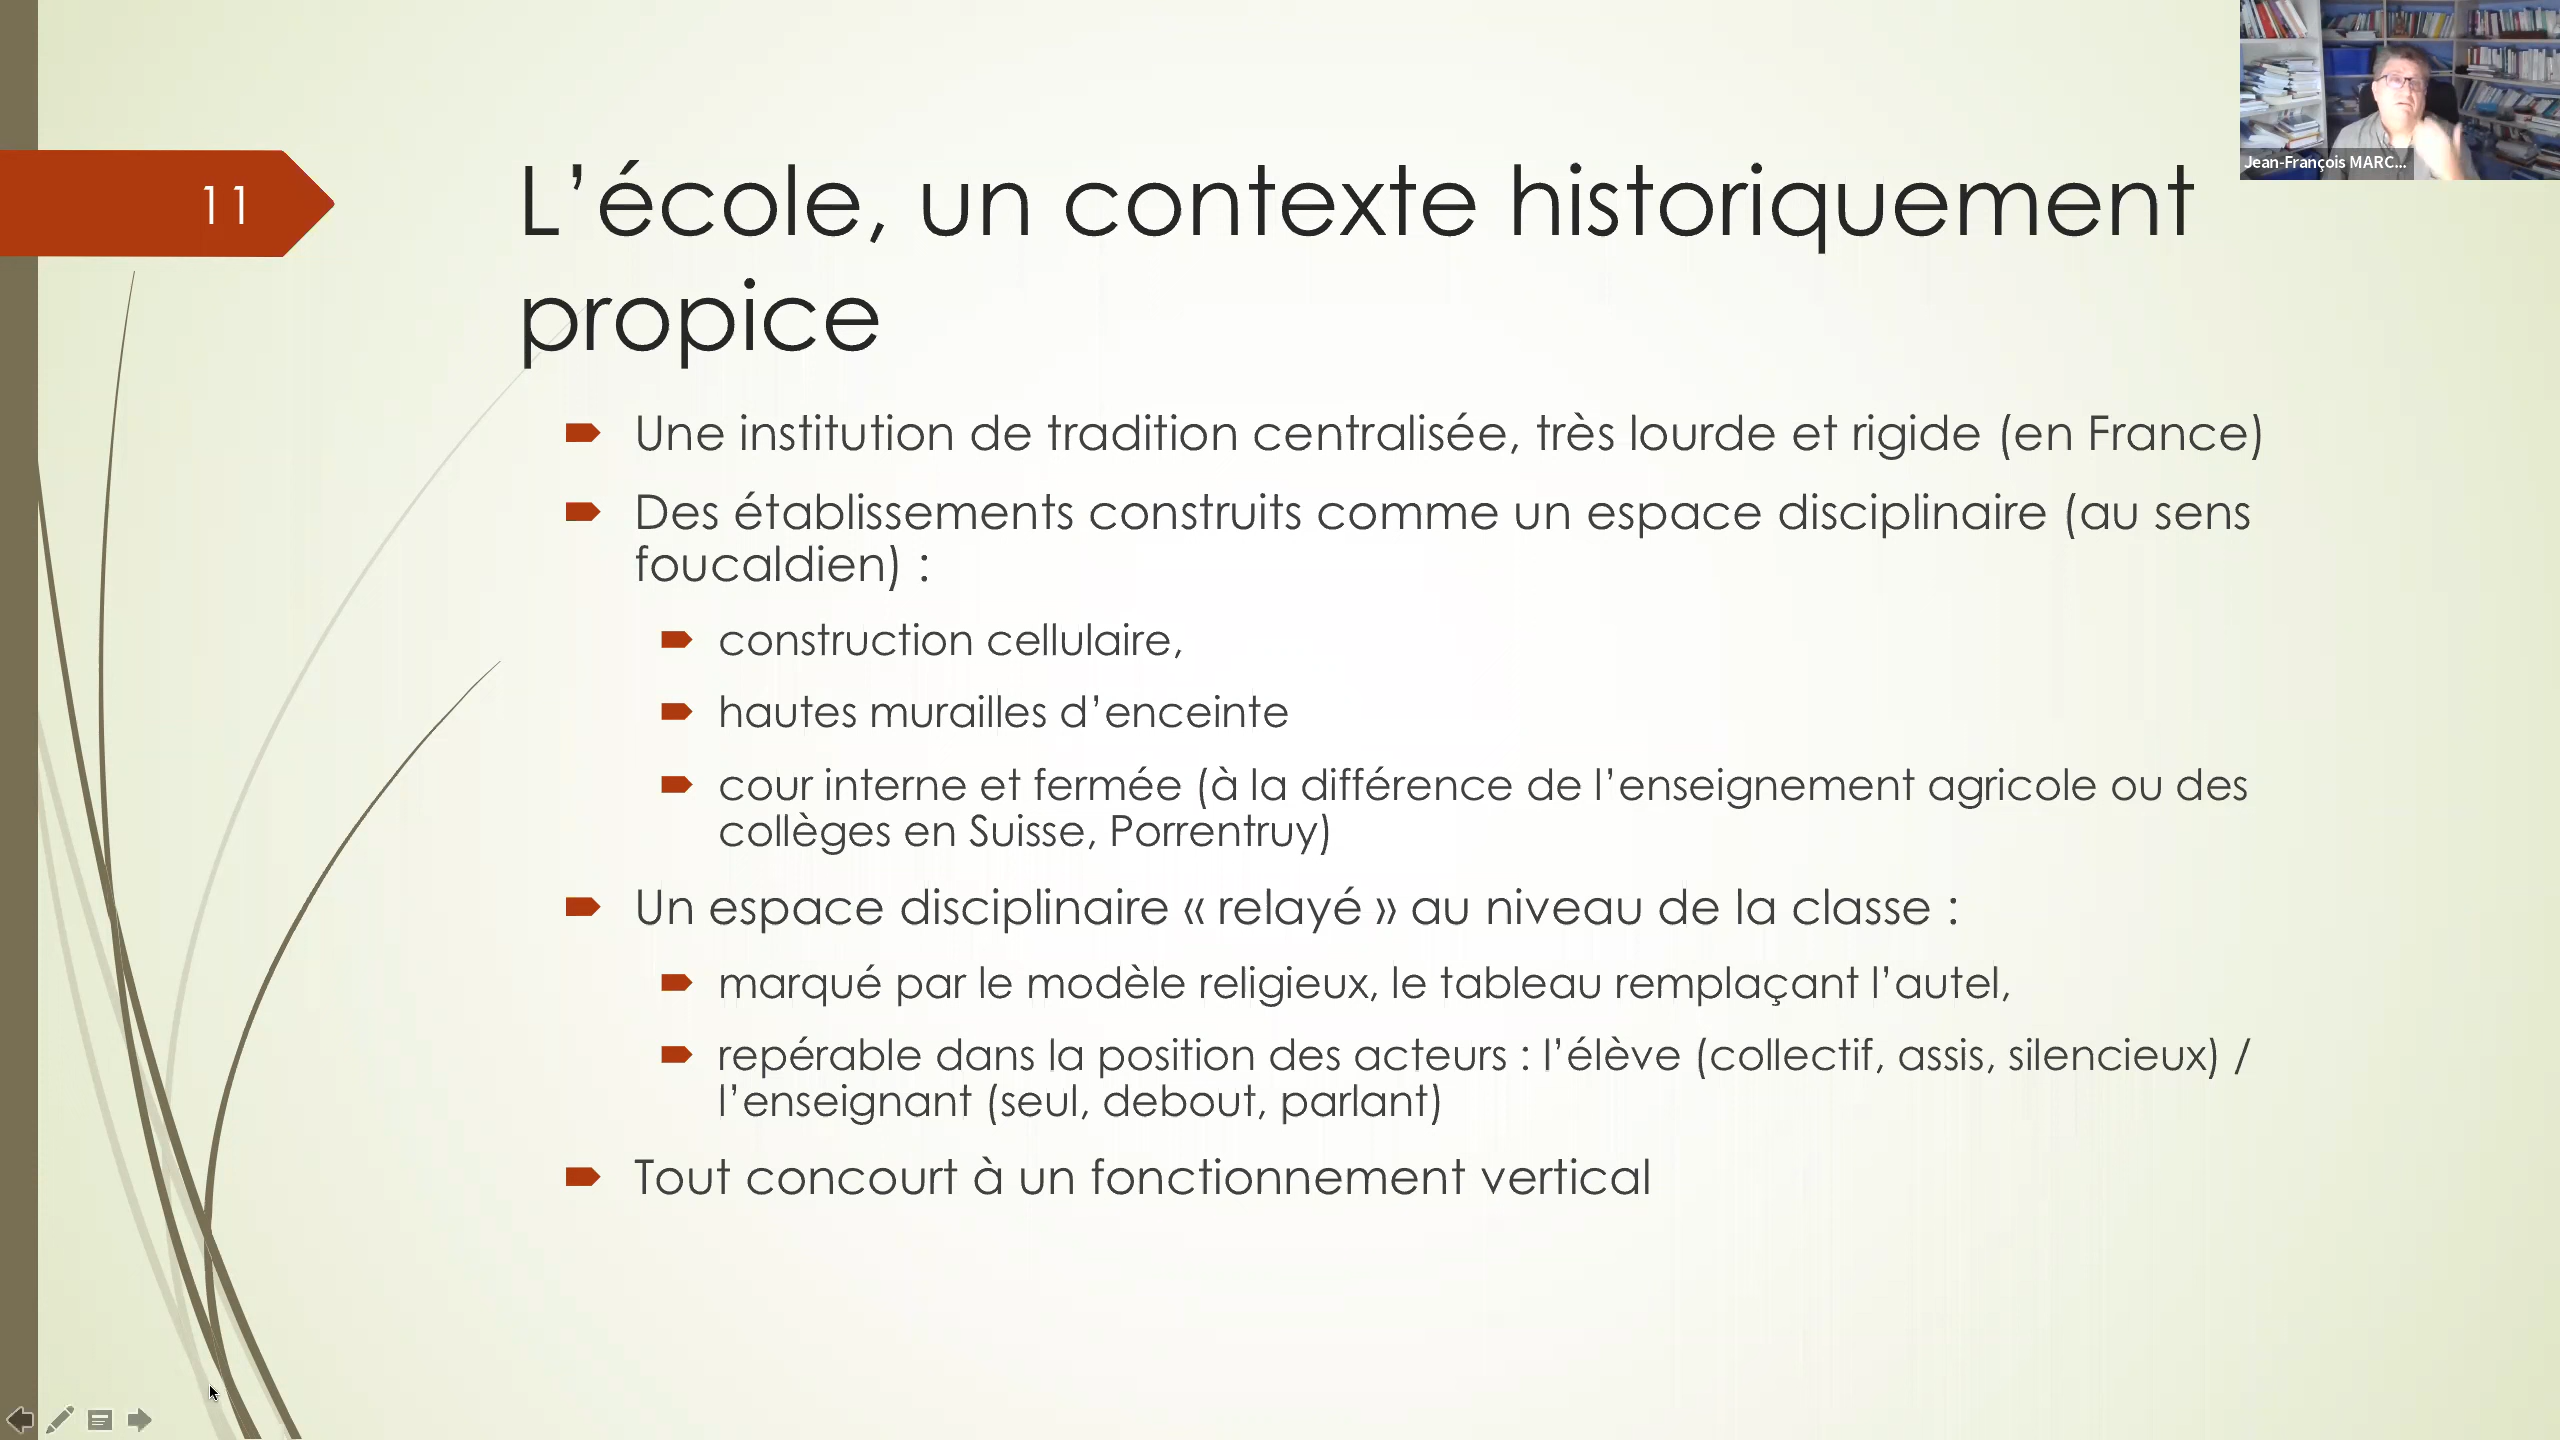 11
Jean-François MARC...
L’école, un contexte historiquement
propice
Une institution de tradition centralisée, très lourde et rigide (en France)
Des établissements construits comme un espace disciplinaire (au sens
foucaldien) :
construction cellulaire,
hautes murailles d’enceinte
cour interne et fermée (à la différence de l’enseignement agricole ou des
collèges en Suisse, Porrentruy)
Un espace disciplinaire « relayé » au niveau de la classe :
marqué par le modèle religieux, le tableau remplaçant l’autel,
repérable dans la position des acteurs : l’élève (collectif, assis, silencieux) /
l’enseignant (seul, debout, parlant)
Tout concourt à un fonctionnement vertical